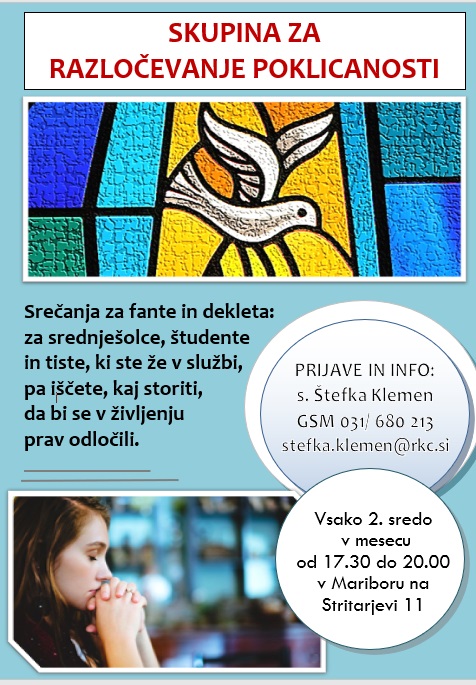 SKUPINA ZA
RAZLOČEVANJE POKLICANOSTI
Srečanja za fante in dekleta:
za srednješolce, študente
in tiste, ki ste že v službi,
pa iščete, kaj storiti,
da bi se v življenju
prav odločili.
PRIJAVE IN INFO:
s. Štefka Klemen
GSM 031/ 680 213
stefka.klemen@rkc.si
Vsako 2. sredo
v mesecu
od 17.30 do 20.00
v Mariboru na
Stritarjevi 11